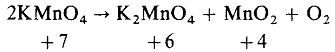 2KMnO₄ → K₂MnO₄ + MnO₂ + O₂
+7 +6 +4